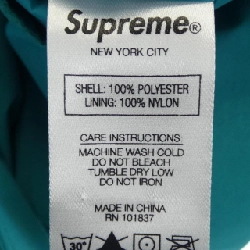 Supreme®
NEW YORK CITY
SHELL: 100% POLYESTER
LINING: 100% NYLON
CARE INSTRUCTIONS
MACHINE WASH COLD
DO NOT BLEACH
TUMBLE DRY LOW
DO NOT IRON
MADE IN CHINA
RN 101837
30°